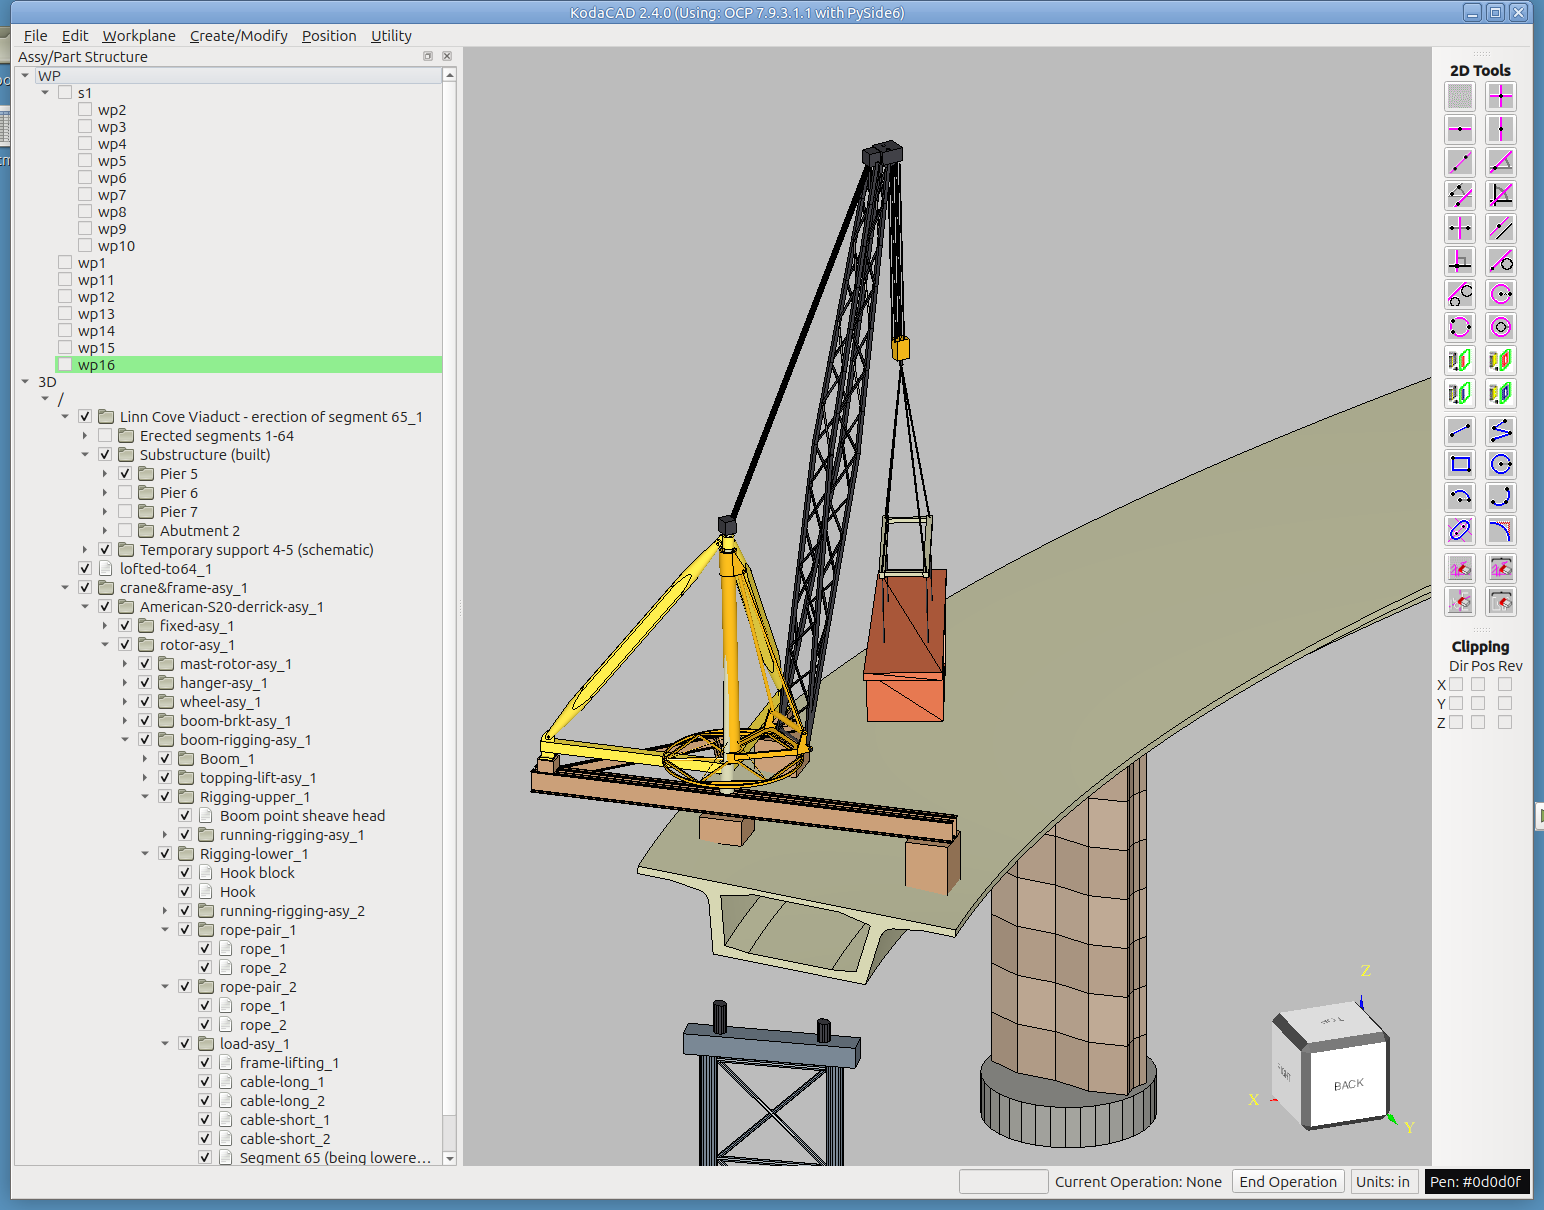 KodaCAD 2.4.0 (Using: OCP 7.9.3.1.1 with PySide6)
File Edit Workplane Create/Modify Position Utility
Assy/Part Structure
WP
s1
wp2
wp3
wp4
wp5
wp6
wp7
wp8
wp9
wp10
wp1
wp11
wp12
wp13
wp14
wp15
wp16
3D
/
Linn Cove Viaduct - erection of segment 65_1
Erected segments 1-64
Substructure (built)
Pier 5
Pier 6
Pier 7
Abutment 2
Temporary support 4-5 (schematic)
lofted-to64_1
crane&frame-asy_1
American-S20-derrick-asy_1
fixed-asy_1
rotor-asy_1
mast-rotor-asy_1
hanger-asy_1
wheel-asy_1
boom-brkt-asy_1
boom-rigging-asy_1
Boom_1
topping-lift-asy_1
Rigging-upper_1
Boom point sheave head
running-rigging-asy_1
Rigging-lower_1
Hook block
Hook
running-rigging-asy_2
rope-pair_1
rope_1
rope_2
rope-pair_2
rope_1
rope_2
load-asy_1
frame-lifting_1
cable-long_1
cable-long_2
cable-short_1
cable-short_2
Segment 65 (being lowere...
2D Tools
Clipping
Dir Pos Rev
X
Y
Z
Z
TOP
RIGHT
BACK
X
Y
Current Operation: None End Operation Units: in Pen: #0d0d0f